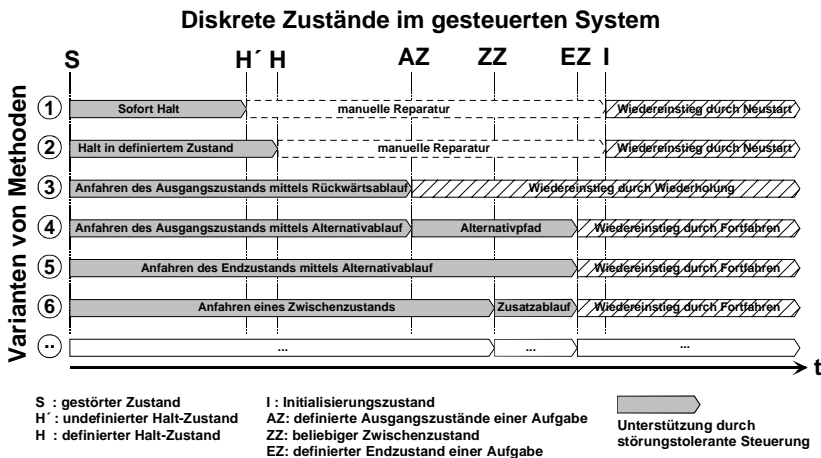 Diskrete Zustände im gesteuerten System
S H´ H AZ ZZ EZ I
Varianten von Methoden
1 Sofort Halt manuelle Reparatur Wiedereinstieg durch Neustart
2 Halt in definiertem Zustand manuelle Reparatur Wiedereinstieg durch Neustart
3 Anfahren des Ausgangszustands mittels Rückwärtsablauf Wiedereinstieg durch Wiederholung
4 Anfahren des Ausgangszustands mittels Alternativablauf Alternativpfad Wiedereinstieg durch Fortfahren
5 Anfahren des Endzustands mittels Alternativablauf Wiedereinstieg durch Fortfahren
6 Anfahren eines Zwischenzustands Zusatzablauf Wiedereinstieg durch Fortfahren
.. ... ... ...
t
S : gestörter Zustand
H´ : undefinierter Halt-Zustand
H : definierter Halt-Zustand
I : Initialisierungszustand
AZ: definierte Ausgangszustände einer Aufgabe
ZZ: beliebiger Zwischenzustand
EZ: definierter Endzustand einer Aufgabe
Unterstützung durch
störungstolerante Steuerung